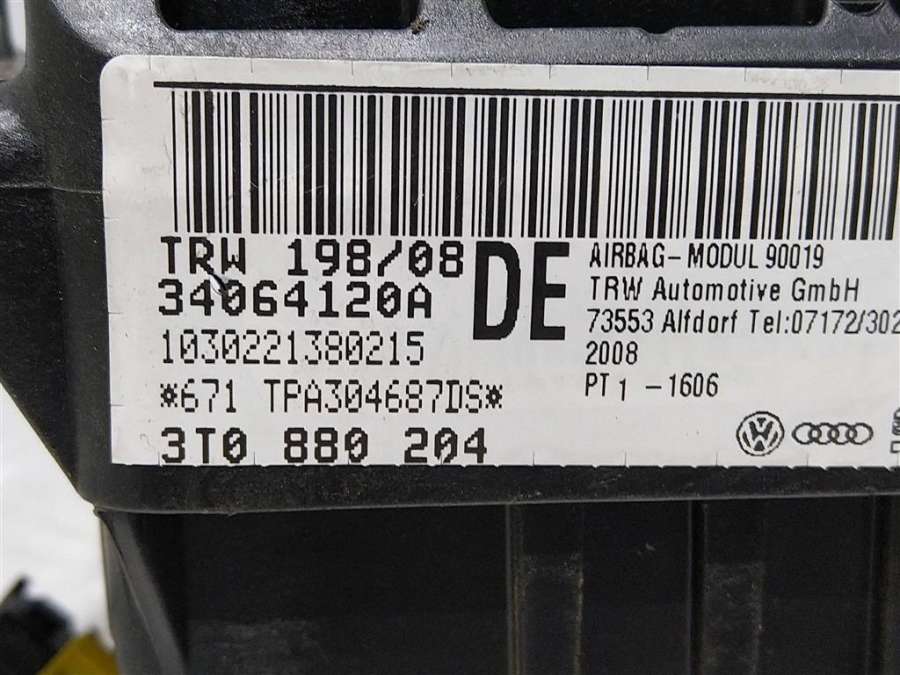 TRW 198/08
34064120A
1030221380215
*671 TPA304687DS*
3T0 880 204
DE
AIRBAG-MODUL 90019
TRW Automotive GmbH
73553 Alfdorf Tel:07172/302
2008
PT 1 -1606